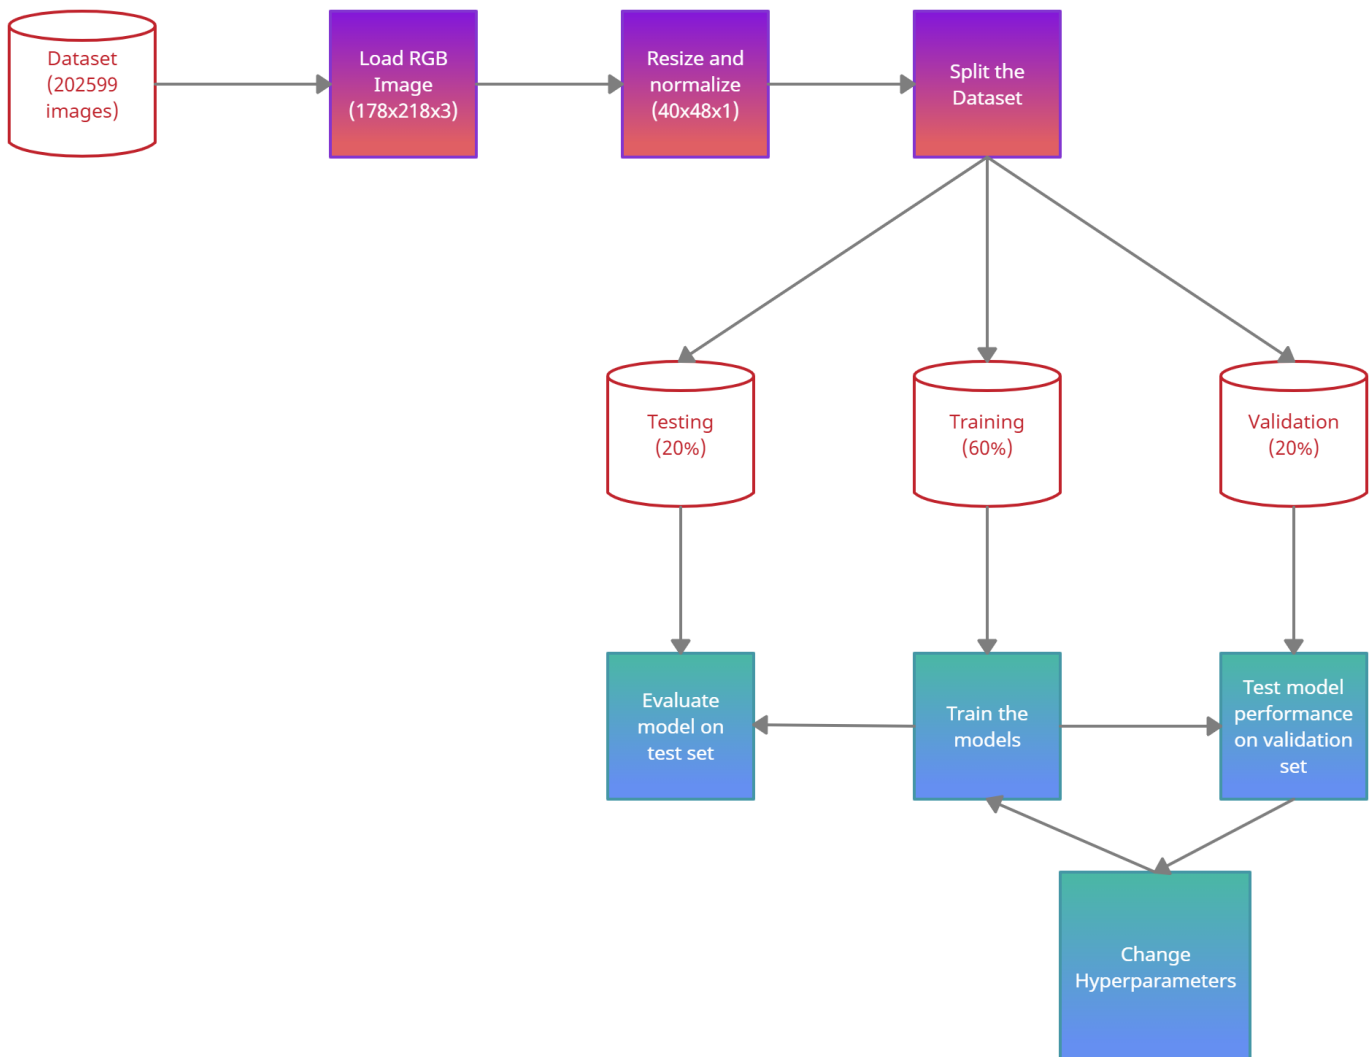 Dataset
(202599
images)
Load RGB
Image
(178x218x3)
Resize and
normalize
(40x48x1)
Split the
Dataset
Testing
(20%)
Training
(60%)
Validation
(20%)
Evaluate
model on
test set
Train the
models
Test model
performance
on validation
set
Change
Hyperparameters